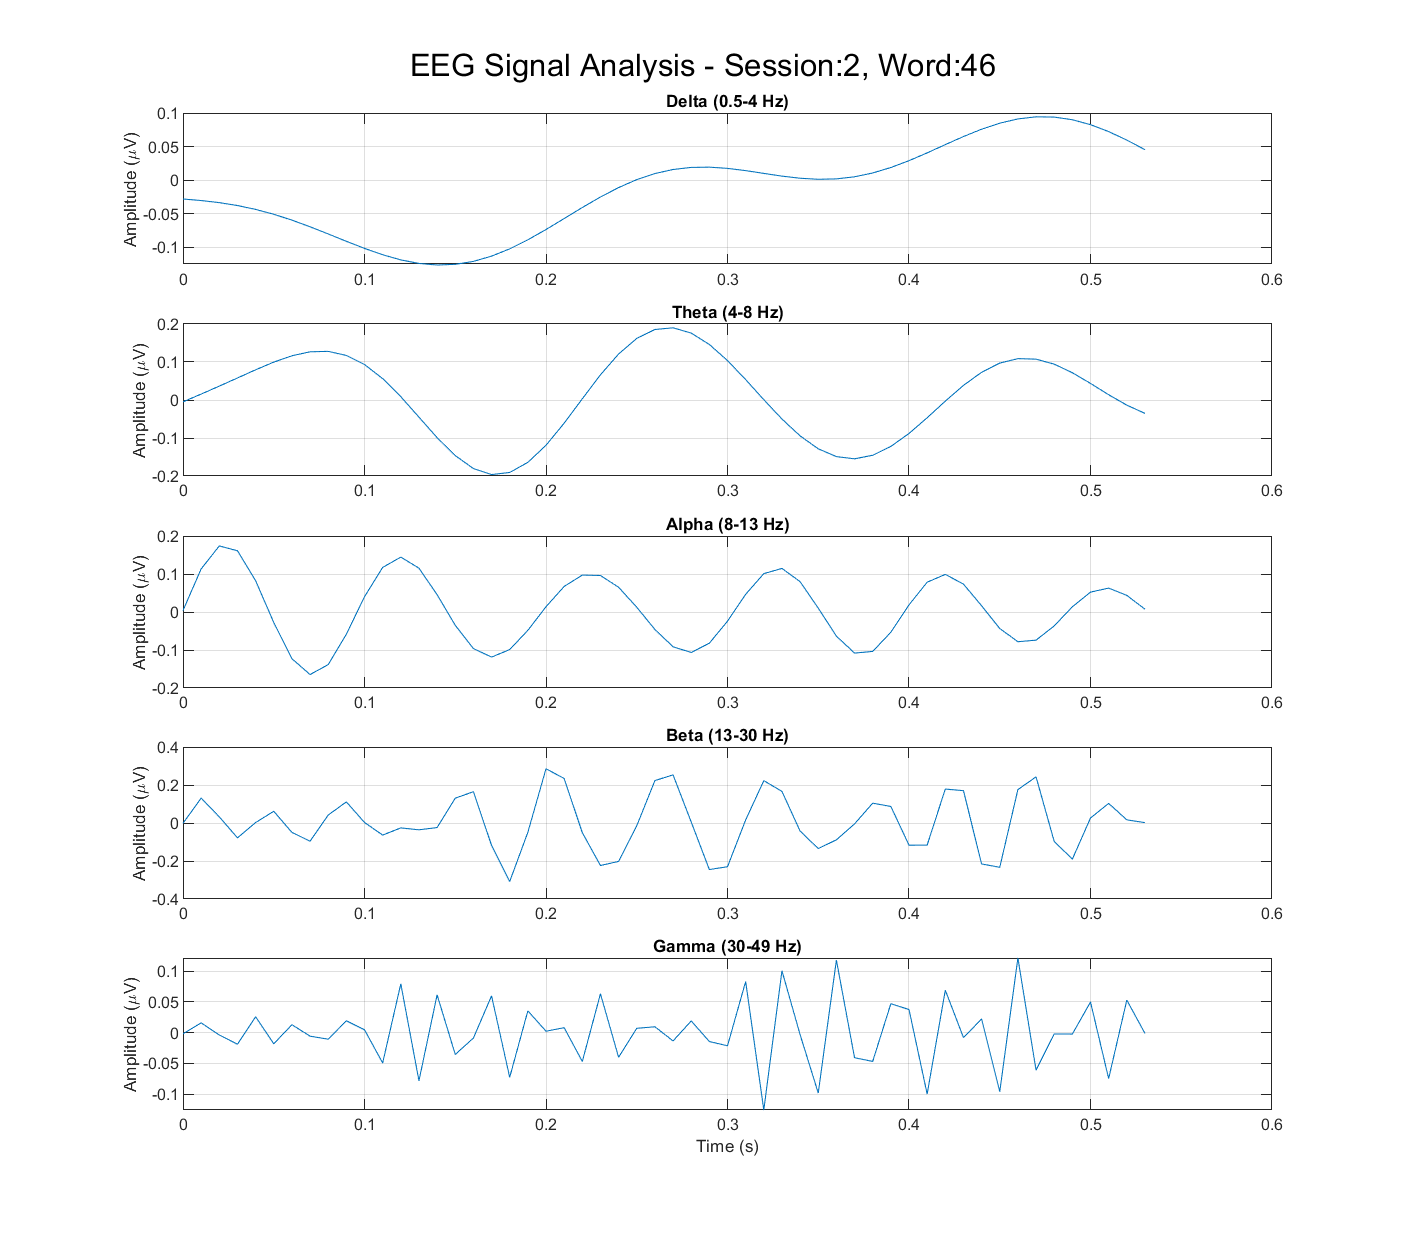 EEG Signal Analysis - Session:2, Word:46
Delta (0.5-4 Hz)
Amplitude (μV)
0.1
0.05
0
-0.05
-0.1
0 0.1 0.2 0.3 0.4 0.5 0.6
Theta (4-8 Hz)
Amplitude (μV)
0.2
0.1
0
-0.1
-0.2
0 0.1 0.2 0.3 0.4 0.5 0.6
Alpha (8-13 Hz)
Amplitude (μV)
0.2
0.1
0
-0.1
-0.2
0 0.1 0.2 0.3 0.4 0.5 0.6
Beta (13-30 Hz)
Amplitude (μV)
0.4
0.2
0
-0.2
-0.4
0 0.1 0.2 0.3 0.4 0.5 0.6
Gamma (30-49 Hz)
Amplitude (μV)
0.1
0.05
0
-0.05
-0.1
0 0.1 0.2 0.3 0.4 0.5 0.6
Time (s)